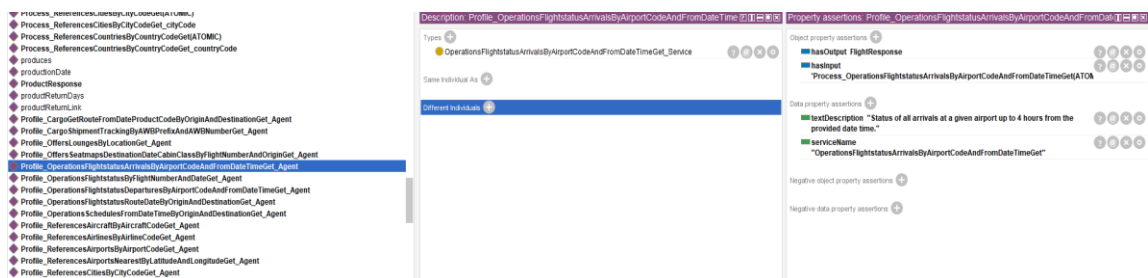 Process_ReferencesCitiesByCityCodeGet(ATOMIC)
Process_ReferencesCitiesByCityCodeGet_cityCode
Process_ReferencesCountriesByCountryCodeGet(ATOMIC)
Process_ReferencesCountriesByCountryCodeGet_countryCode
produces
productionDate
ProductResponse
productReturnDays
productReturnLink
Profile_CargoGetRouteFromDateProductCodeByOriginAndDestinationGet_Agent
Profile_CargoShipmentTrackingByAWBPrefixAndAWBNumberGet_Agent
Profile_OffersLoungesByLocationGet_Agent
Profile_OffersSeatmapsDestinationDateCabinClassByFlightNumberAndOriginGet_Agent
Profile_OperationsFlightstatusArrivalsByAirportCodeAndFromDateTimeGet_Agent
Profile_OperationsFlightstatusByFlightNumberAndDateGet_Agent
Profile_OperationsFlightstatusDeparturesByAirportCodeAndFromDateTimeGet_Agent
Profile_OperationsFlightstatusRouteDateByOriginAndDestinationGet_Agent
Profile_OperationsSchedulesFromDateTimeByOriginAndDestinationGet_Agent
Profile_ReferencesAircraftByAircraftCodeGet_Agent
Profile_ReferencesAirlinesByAirlineCodeGet_Agent
Profile_ReferencesAirportsByAirportCodeGet_Agent
Profile_ReferencesAirportsNearestByLatitudeAndLongitudeGet_Agent
Profile_ReferencesCitiesByCityCodeGet_Agent
Description: Profile_OperationsFlightstatusArrivalsByAirportCodeAndFromDateTime
Types
OperationsFlightstatusArrivalsByAirportCodeAndFromDateTimeGet_Service
Same Individual As
Different Individuals
Property assertions: Profile_OperationsFlightstatusArrivalsByAirportCodeAndFromDat
Object property assertions
hasOutput FlightResponse
hasInput
'Process_OperationsFlightstatusArrivalsByAirportCodeAndFromDateTimeGet(ATOM
Data property assertions
textDescription "Status of all arrivals at a given airport up to 4 hours from the
provided date time."
serviceName
"OperationsFlightstatusArrivalsByAirportCodeAndFromDateTimeGet"
Negative object property assertions
Negative data property assertions